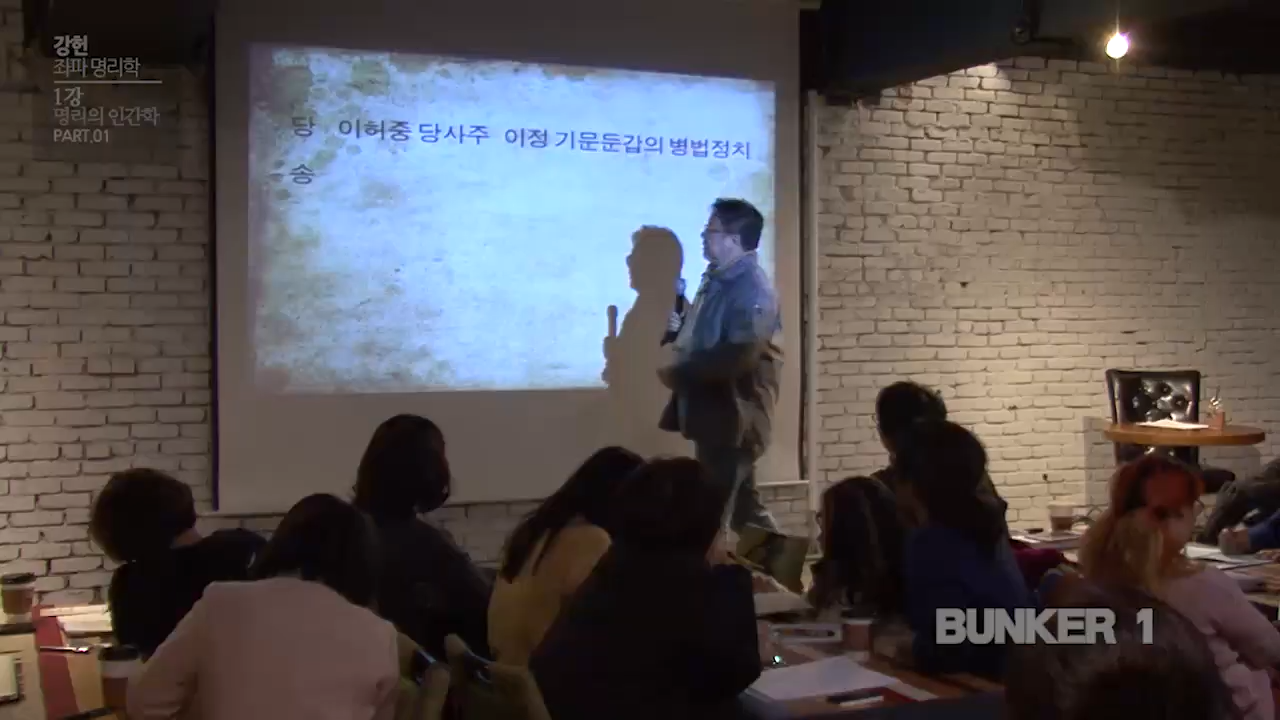 강헌
좌파 명리학
1강
명리의 인간학
PART.01
당 이허중 당사주 이정 기문둔갑의 병법정치
송
BUNKER 1